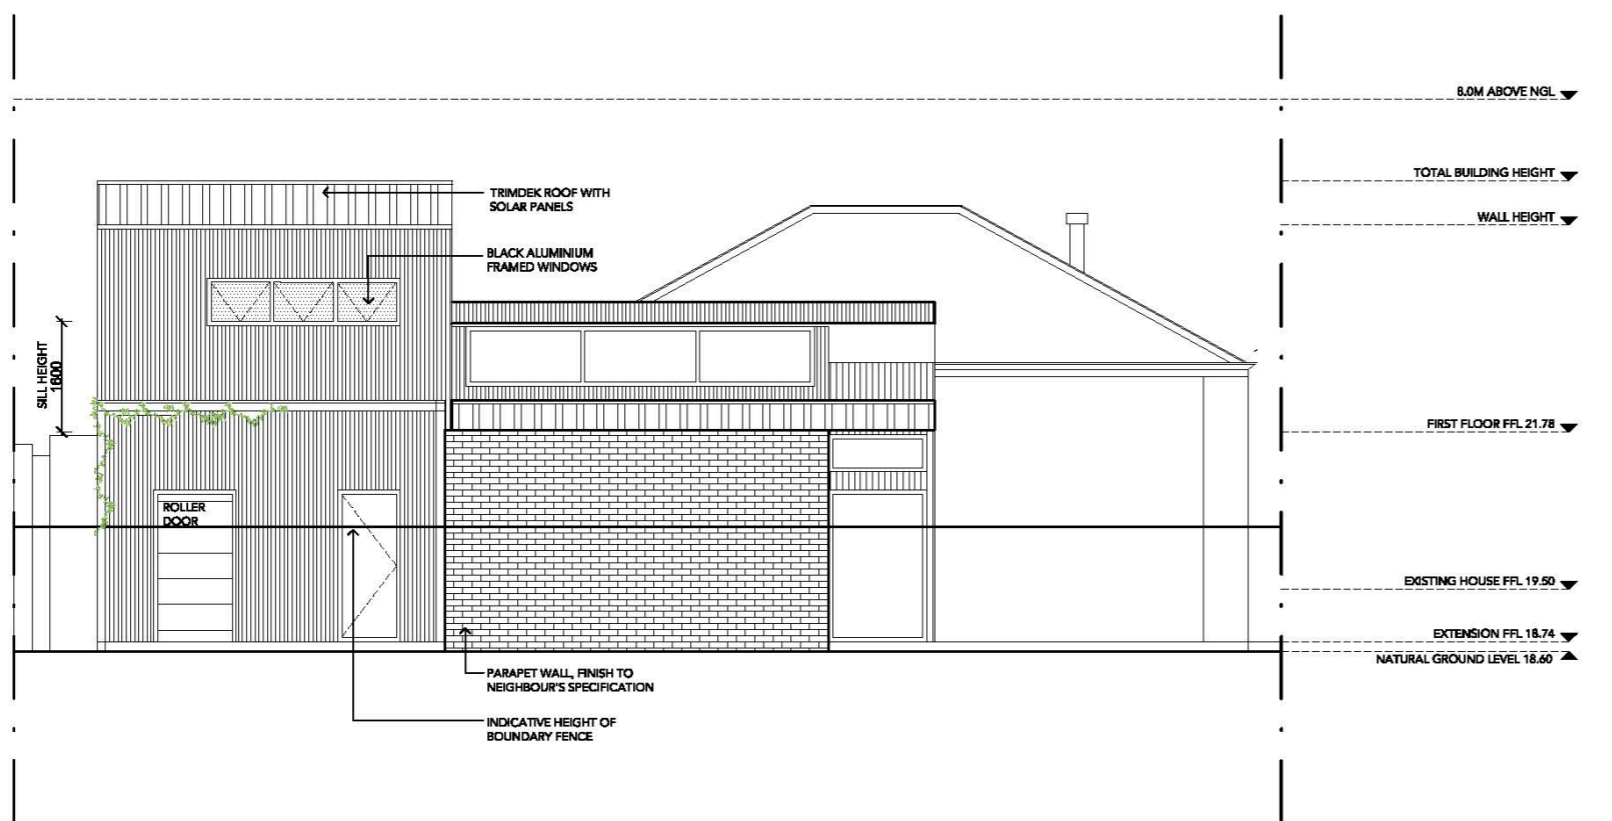 8.0M ABOVE NGL
TOTAL BUILDING HEIGHT
TRIMDEK ROOF WITH
SOLAR PANELS
WALL HEIGHT
BLACK ALUMINIUM
FRAMED WINDOWS
SILL HEIGHT
1600
FIRST FLOOR FFL 21.78
ROLLER
DOOR
EXISTING HOUSE FFL 19.50
EXTENSION FFL 18.74
NATURAL GROUND LEVEL 18.60
PARAPET WALL, FINISH TO
NEIGHBOUR'S SPECIFICATION
INDICATIVE HEIGHT OF
BOUNDARY FENCE